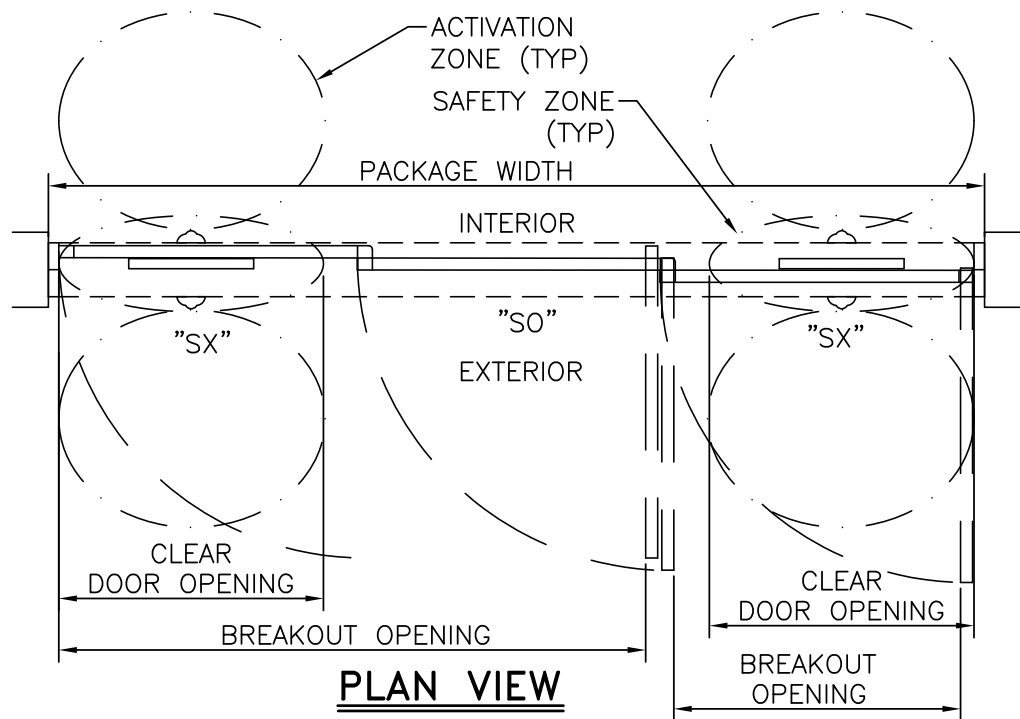 ACTIVATION
ZONE (TYP)
SAFETY ZONE
(TYP)
PACKAGE WIDTH
INTERIOR
"SX"
"SO"
"SX"
EXTERIOR
CLEAR
DOOR OPENING
CLEAR
DOOR OPENING
BREAKOUT OPENING
BREAKOUT
OPENING
PLAN VIEW